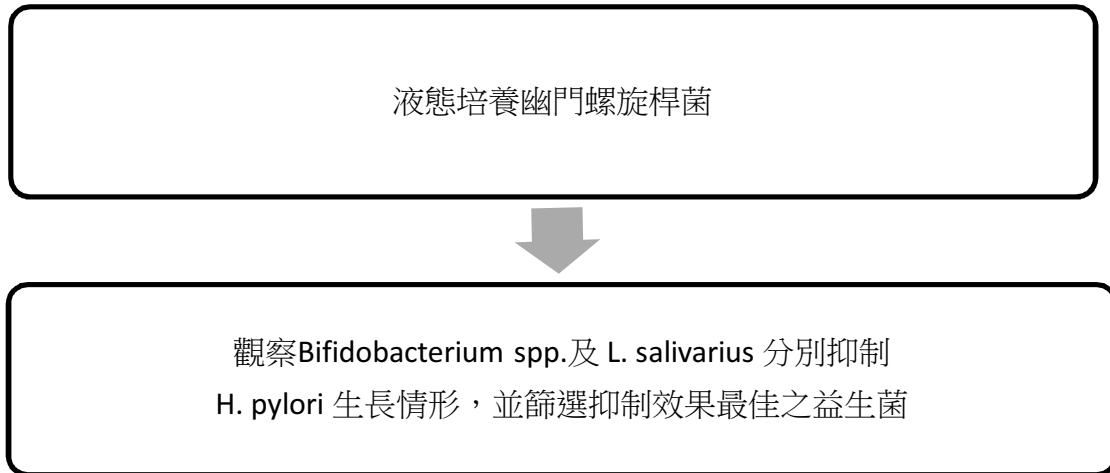 液態培養幽門螺旋桿菌
觀察Bifidobacterium spp.及 L. salivarius 分別抑制
H. pylori 生長情形，並篩選抑制效果最佳之益生菌